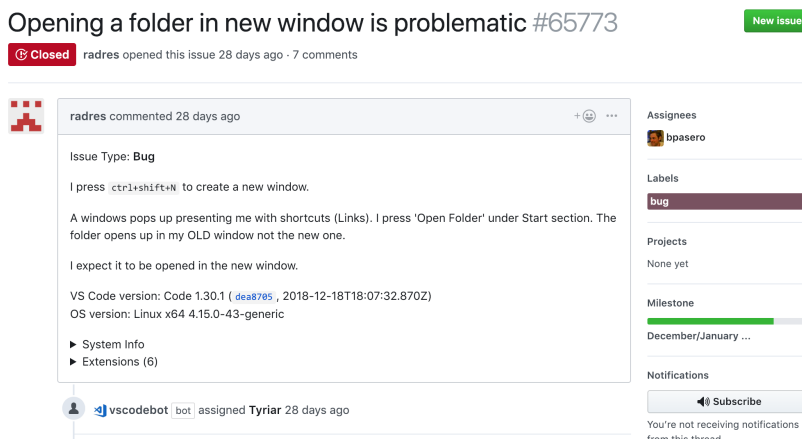 Opening a folder in new window is problematic #65773
New issue
Closed radres opened this issue 28 days ago · 7 comments
radres commented 28 days ago
Issue Type: Bug
I press ctrl+shift+N to create a new window.
A windows pops up presenting me with shortcuts (Links). I press 'Open Folder' under Start section. The
folder opens up in my OLD window not the new one.
I expect it to be opened in the new window.
VS Code version: Code 1.30.1 (dea8705, 2018-12-18T18:07:32.870Z)
OS version: Linux x64 4.15.0-43-generic
System Info
Extensions (6)
vscodebot bot assigned Tyriar 28 days ago
Assignees
bpasero
Labels
bug
Projects
None yet
Milestone
December/January ...
Notifications
Subscribe
You're not receiving notifications
from this thread.